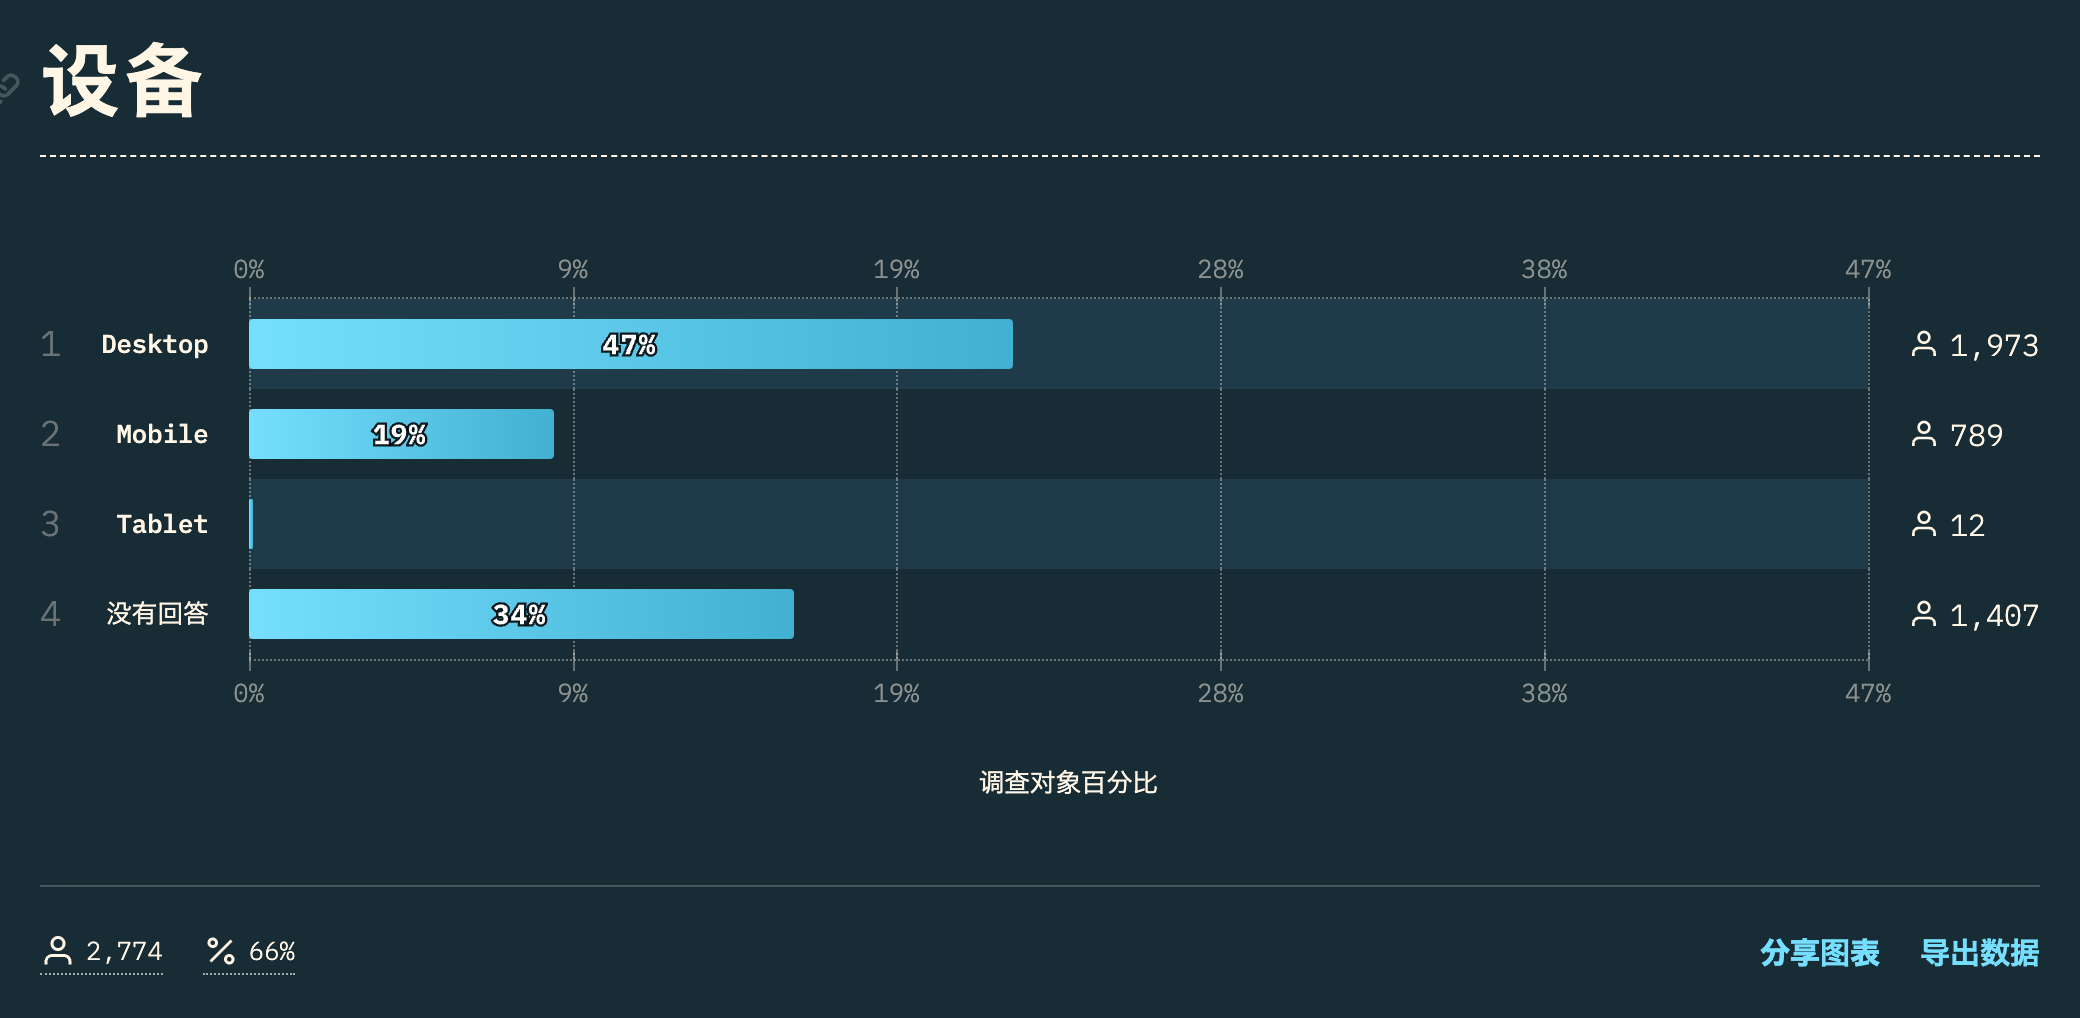 设备
0% 9% 19% 28% 38% 47%
1 Desktop 47% 1,973
2 Mobile 19% 789
3 Tablet 12
4 没有回答 34% 1,407
0% 9% 19% 28% 38% 47%
调查对象百分比
2,774 66% 分享图表 导出数据